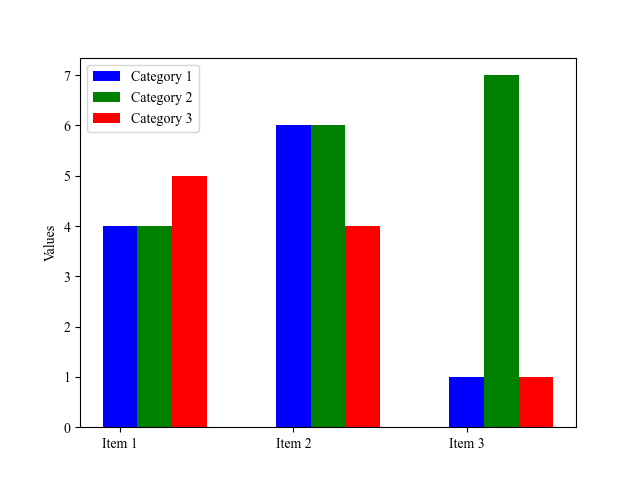 Category 1
Category 2
Category 3
Values
7
6
5
4
3
2
1
0
Item 1
Item 2
Item 3